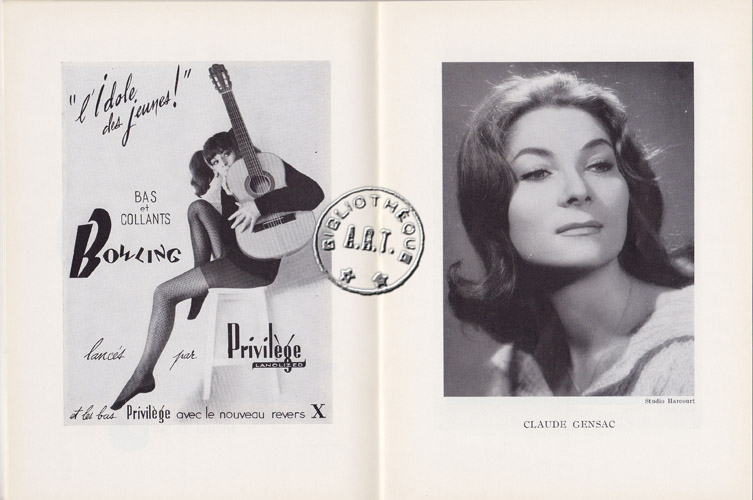 "l'Idole
des jeunes!"
BAS
et
COLLANTS
BOWLING
lancés par Privilège
LANOLIZED
et les bas Privilège avec le nouveau revers X
BIBLIOTHÈQUE
A.R.T.
Studio Harcourt
CLAUDE GENSAC